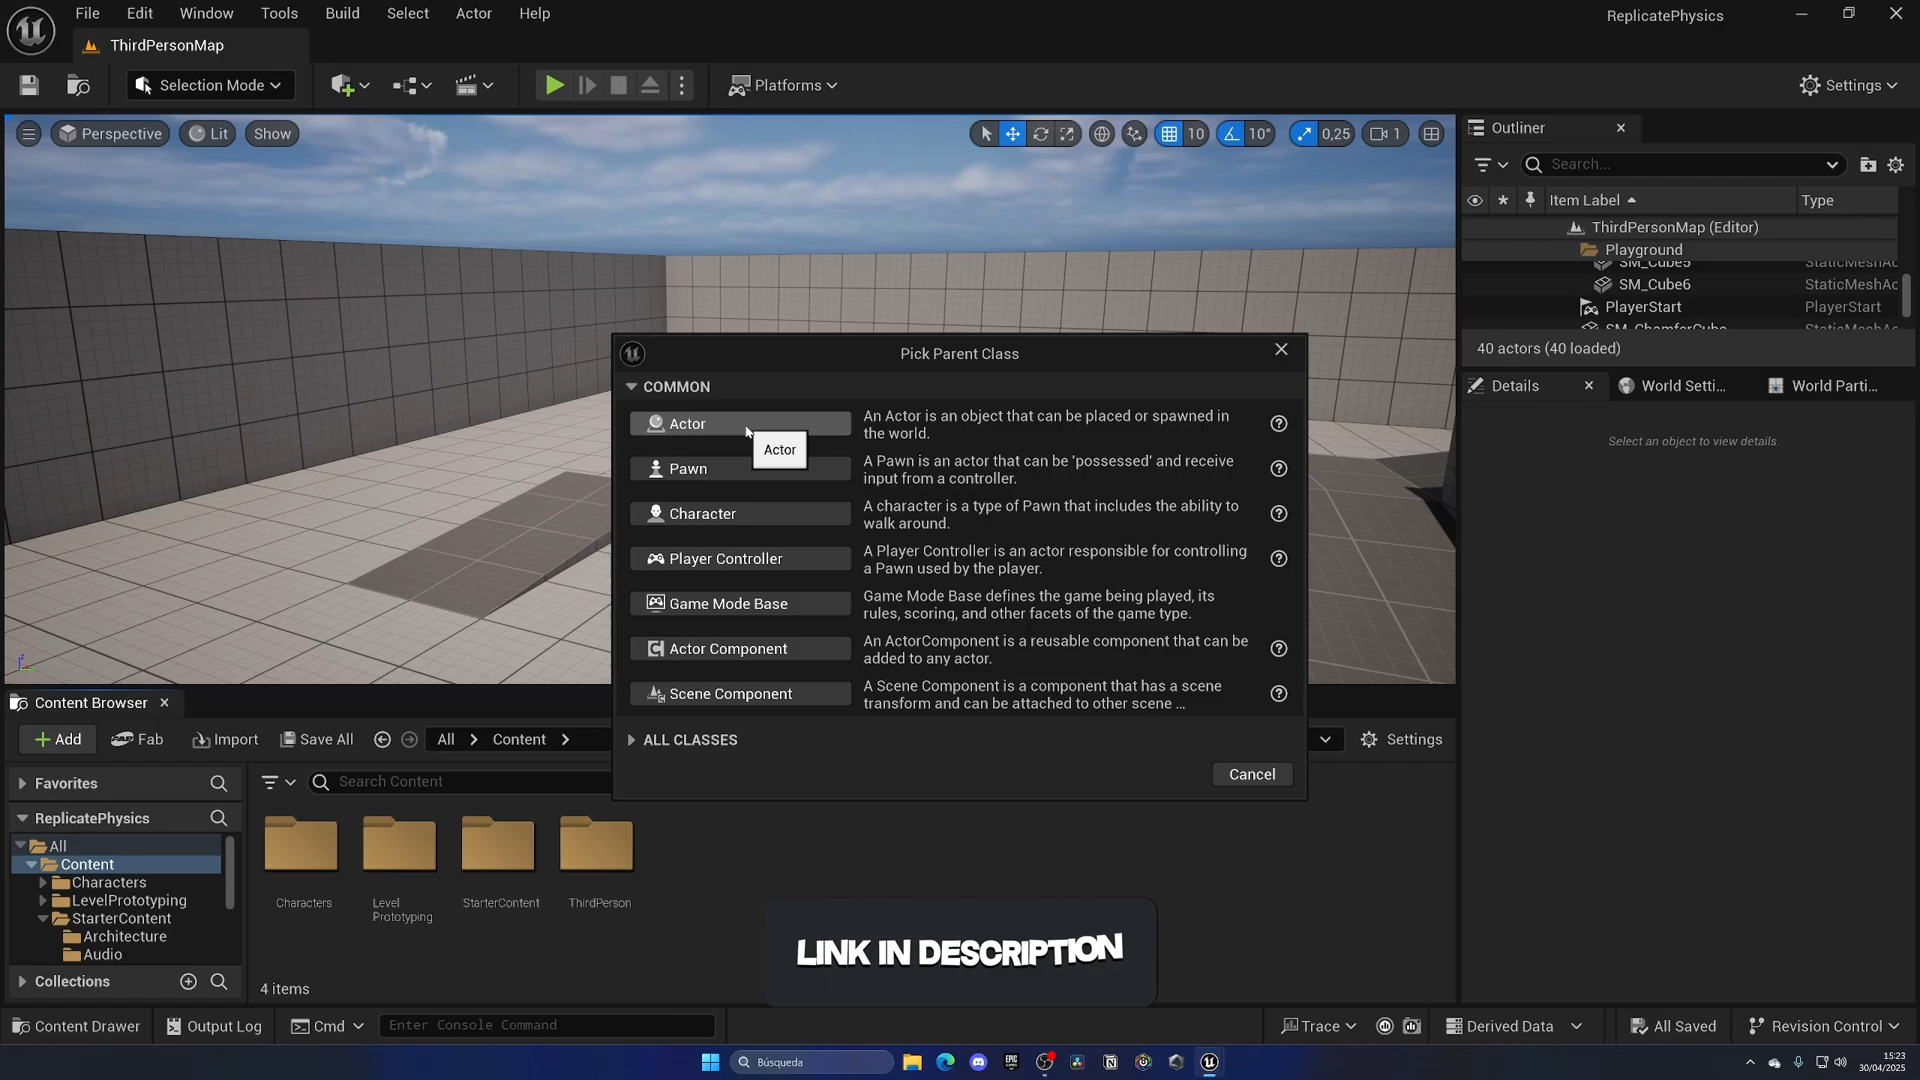 File Edit Window Tools Build Select Actor Help
ReplicatePhysics
ThirdPersonMap
Selection Mode
Platforms
Settings
Perspective Lit Show
10 10° 0,25 1
Outliner
Search...
Item Label Type
ThirdPersonMap (Editor)
Playground
SM_Cube5 StaticMeshAc
SM_Cube6 StaticMeshAc
PlayerStart PlayerStart
SM_ChamferCube StaticMeshAc
40 actors (40 loaded)
Details World Setti... World Parti...
Select an object to view details.
Pick Parent Class
COMMON
Actor
An Actor is an object that can be placed or spawned in
the world.
Actor
Pawn
A Pawn is an actor that can be 'possessed' and receive
input from a controller.
Character
A character is a type of Pawn that includes the ability to
walk around.
Player Controller
A Player Controller is an actor responsible for controlling
a Pawn used by the player.
Game Mode Base
Game Mode Base defines the game being played, its
rules, scoring, and other facets of the game type.
Actor Component
An ActorComponent is a reusable component that can be
added to any actor.
Scene Component
A Scene Component is a component that has a scene
transform and can be attached to other scene ...
ALL CLASSES
Cancel
Content Browser
Add Fab Import Save All All Content Settings
Favorites
Search Content
ReplicatePhysics
All
Content
Characters
LevelPrototyping
StarterContent
Architecture
Audio
Collections
Characters
Level
Prototyping
StarterContent
ThirdPerson
4 items
LINK IN DESCRIPTION
Content Drawer Output Log Cmd Enter Console Command Trace Derived Data All Saved Revision Control
Búsqueda
EPIC
GAMES
15:23
30/04/2025